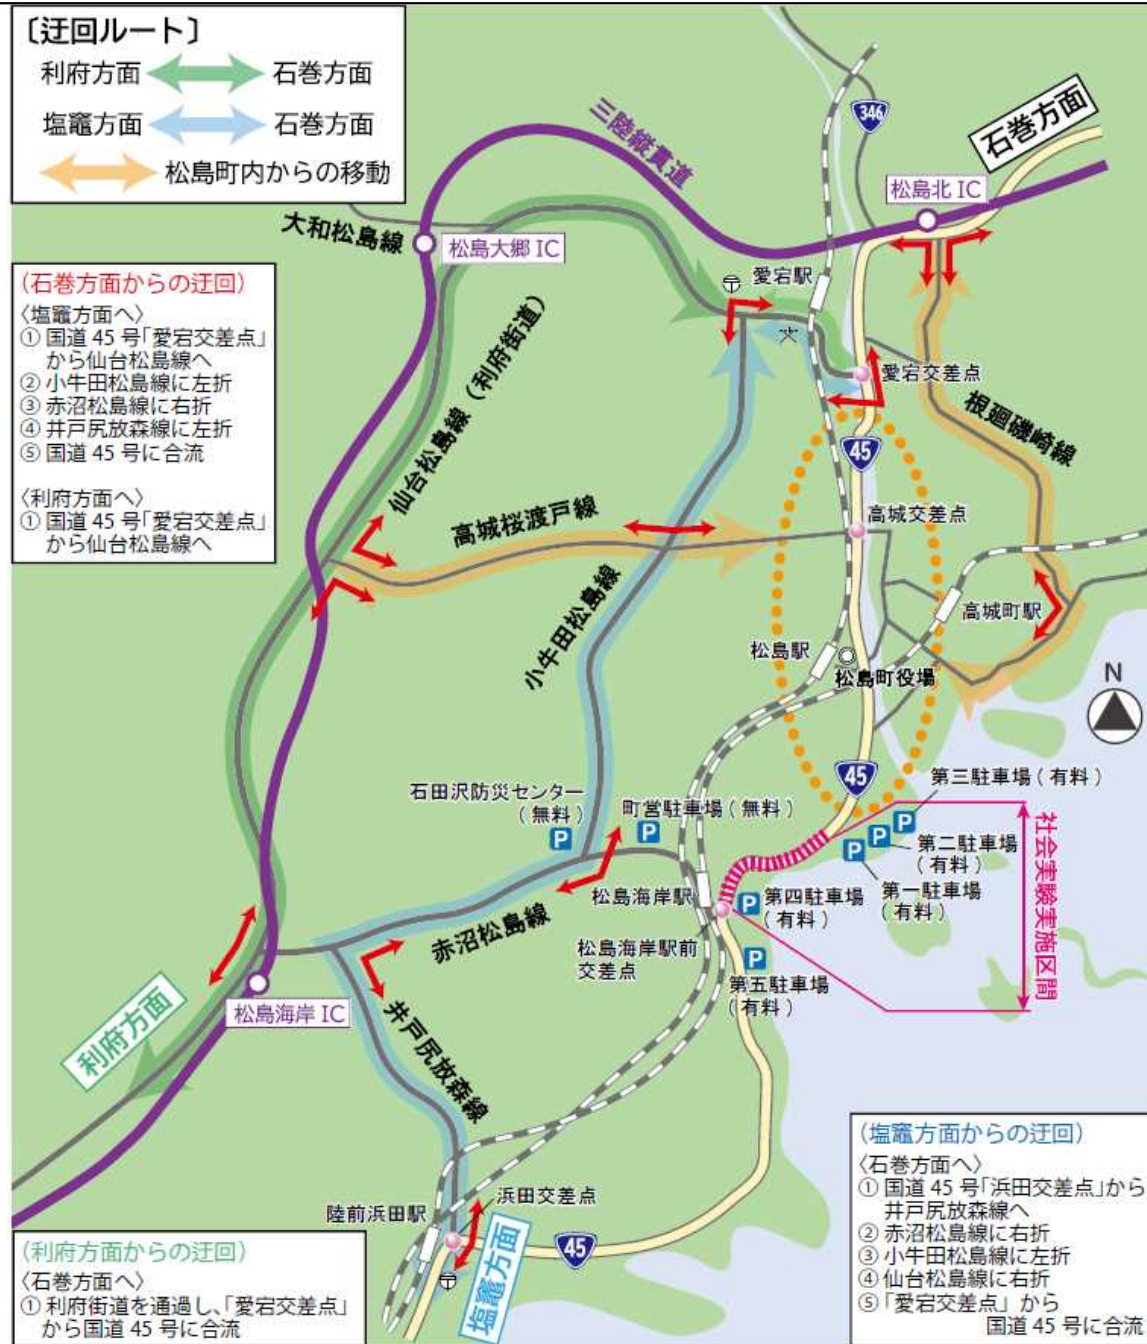 〔迂回ルート〕
利府方面 石巻方面
塩竈方面 石巻方面
松島町内からの移動
346
石巻方面
三陸縦貫道
松島北 IC
大和松島線
松島大郷 IC
愛宕駅
(石巻方面からの迂回)
〈塩竈方面へ〉
① 国道 45 号「愛宕交差点」
から仙台松島線へ
② 小牛田松島線に左折
③ 赤沼松島線に右折
④ 井戸尻放森線に左折
⑤ 国道 45 号に合流
〈利府方面へ〉
① 国道 45 号「愛宕交差点」
から仙台松島線へ
仙台松島線（利府街道）
愛宕交差点
根廻磯崎線
45
高城桜渡戸線
高城交差点
小牛田松島線
高城町駅
松島駅
松島町役場
N
45
第三駐車場 ( 有料 )
石田沢防災センター
( 無料 )
P
町営駐車場 ( 無料 )
P
P
P
P
第二駐車場
( 有料 )
第一駐車場
( 有料 )
社会実験実施区間
松島海岸駅
P
第四駐車場
( 有料 )
松島海岸駅前
交差点
P
第五駐車場
( 有料 )
赤沼松島線
松島海岸 IC
利府方面
井戸尻放森線
陸前浜田駅
浜田交差点
45
塩竈方面
(利府方面からの迂回)
〈石巻方面へ〉
① 利府街道を通過し、「愛宕交差点」
から国道 45 号に合流
(塩竈方面からの迂回)
〈石巻方面へ〉
① 国道 45 号「浜田交差点」から
井戸尻放森線へ
② 赤沼松島線に右折
③ 小牛田松島線に左折
④ 仙台松島線に右折
⑤「愛宕交差点」から
国道 45 号に合流